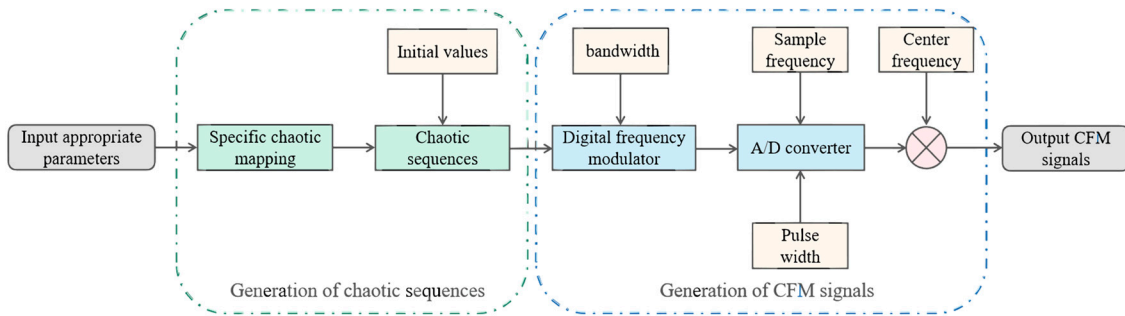 Initial values
bandwidth
Sample
frequency
Center
frequency
Input appropriate
parameters
Specific chaotic
mapping
Chaotic
sequences
Digital frequency
modulator
A/D converter
Output CFM
signals
Pulse
width
Generation of chaotic sequences
Generation of CFM signals